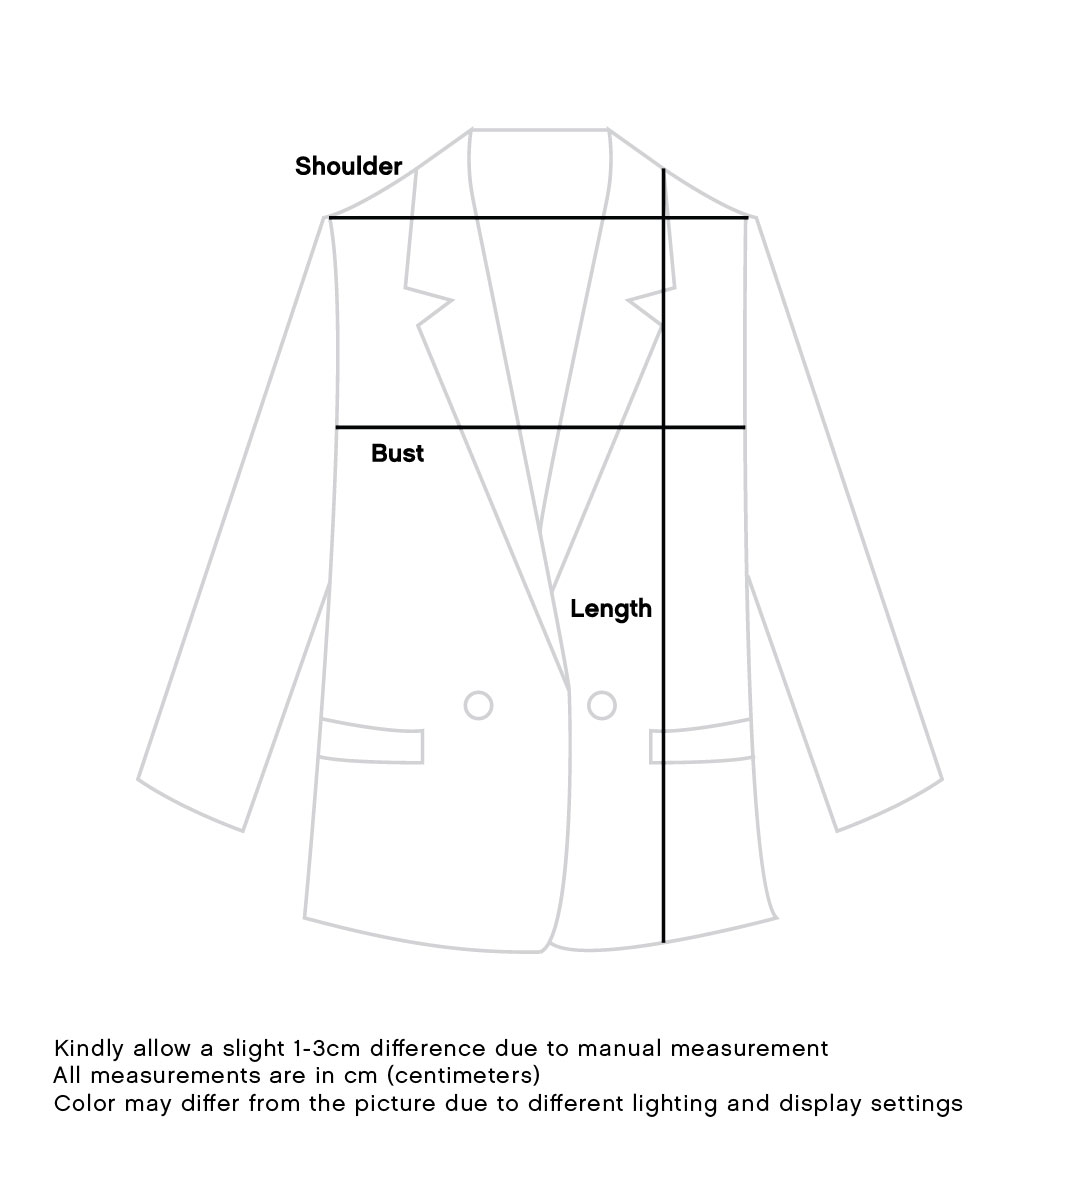 Shoulder
Bust
Length
Kindly allow a slight 1-3cm difference due to manual measurement
All measurements are in cm (centimeters)
Color may differ from the picture due to different lighting and display settings